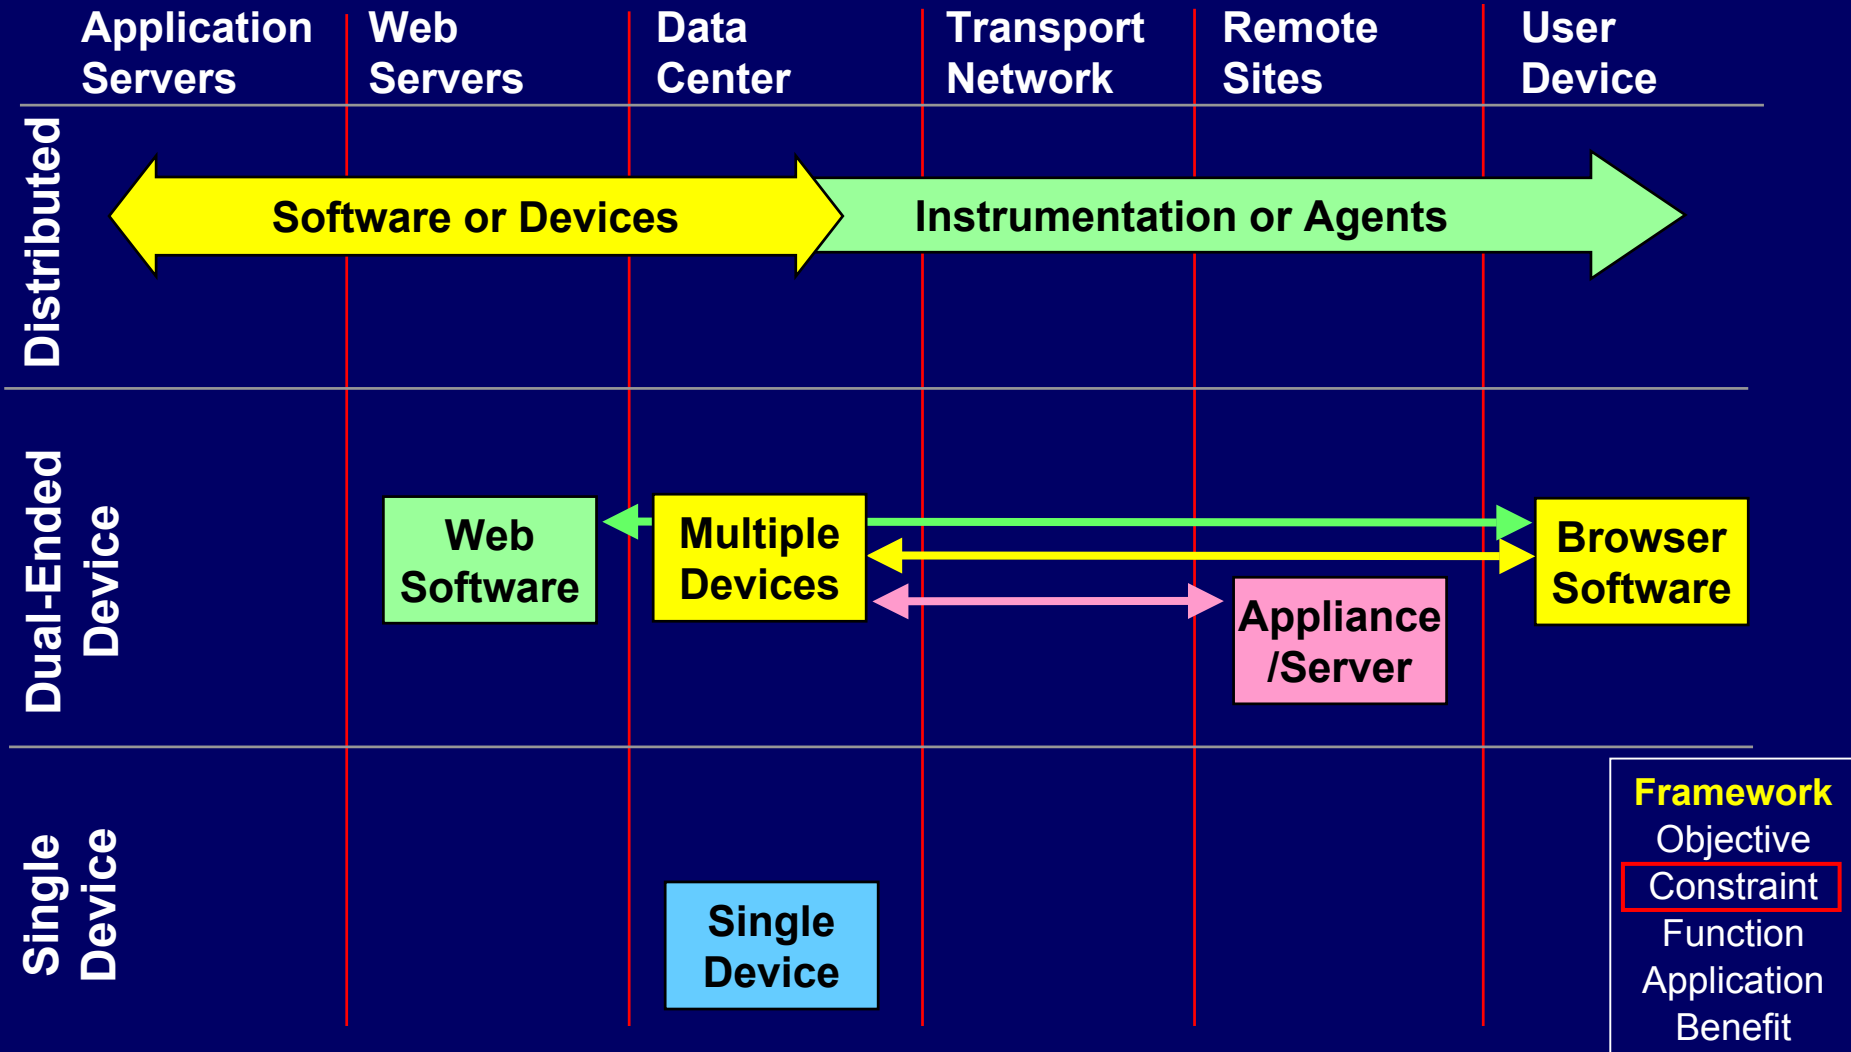 Application
Servers
Web
Servers
Data
Center
Transport
Network
Remote
Sites
User
Device
Distributed
Software or Devices
Instrumentation or Agents
Dual-Ended
Device
Web
Software
Multiple
Devices
Appliance
/Server
Browser
Software
Single
Device
Single
Device
Framework
Objective
Constraint
Function
Application
Benefit